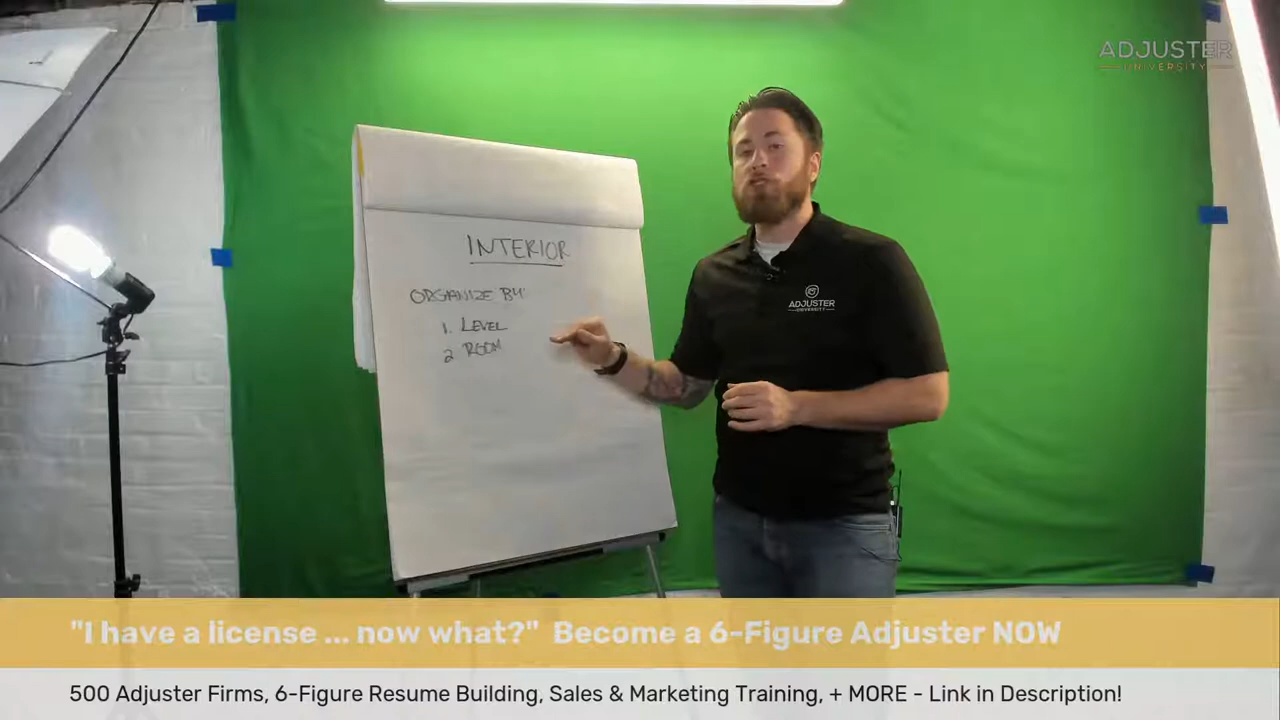 ADJUSTER
UNIVERSITY
INTERIOR
ORGANIZE BY:
1. LEVEL
2 ROOM
ADJUSTER
UNIVERSITY
"I have a license ... now what?" Become a 6-Figure Adjuster NOW
500 Adjuster Firms, 6-Figure Resume Building, Sales & Marketing Training, + MORE - Link in Description!